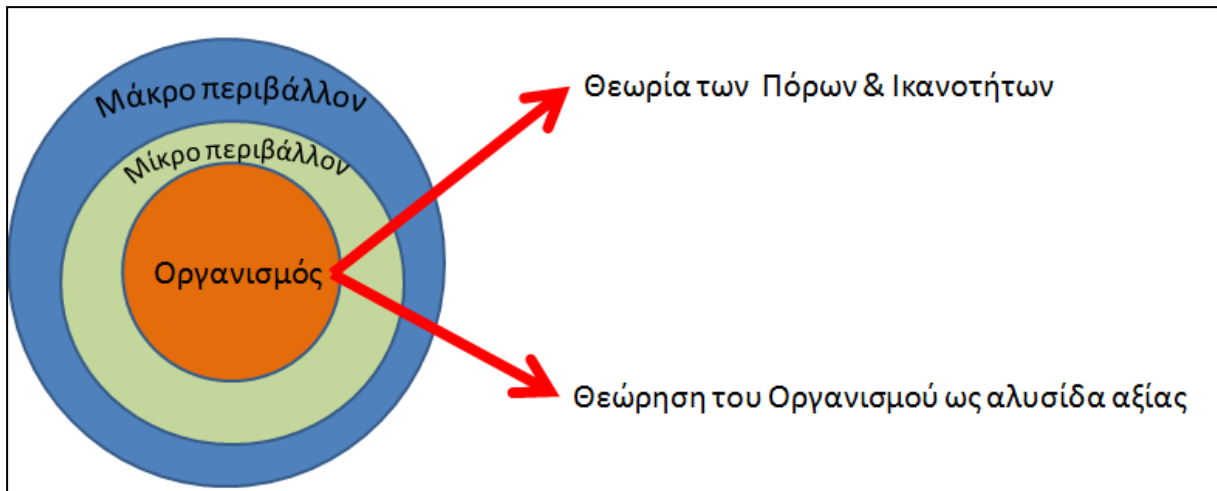 Μάκρο περιβάλλον
Μίκρο περιβάλλον
Οργανισμός
Θεωρία των Πόρων & Ικανοτήτων
Θεώρηση του Οργανισμού ως αλυσίδα αξίας